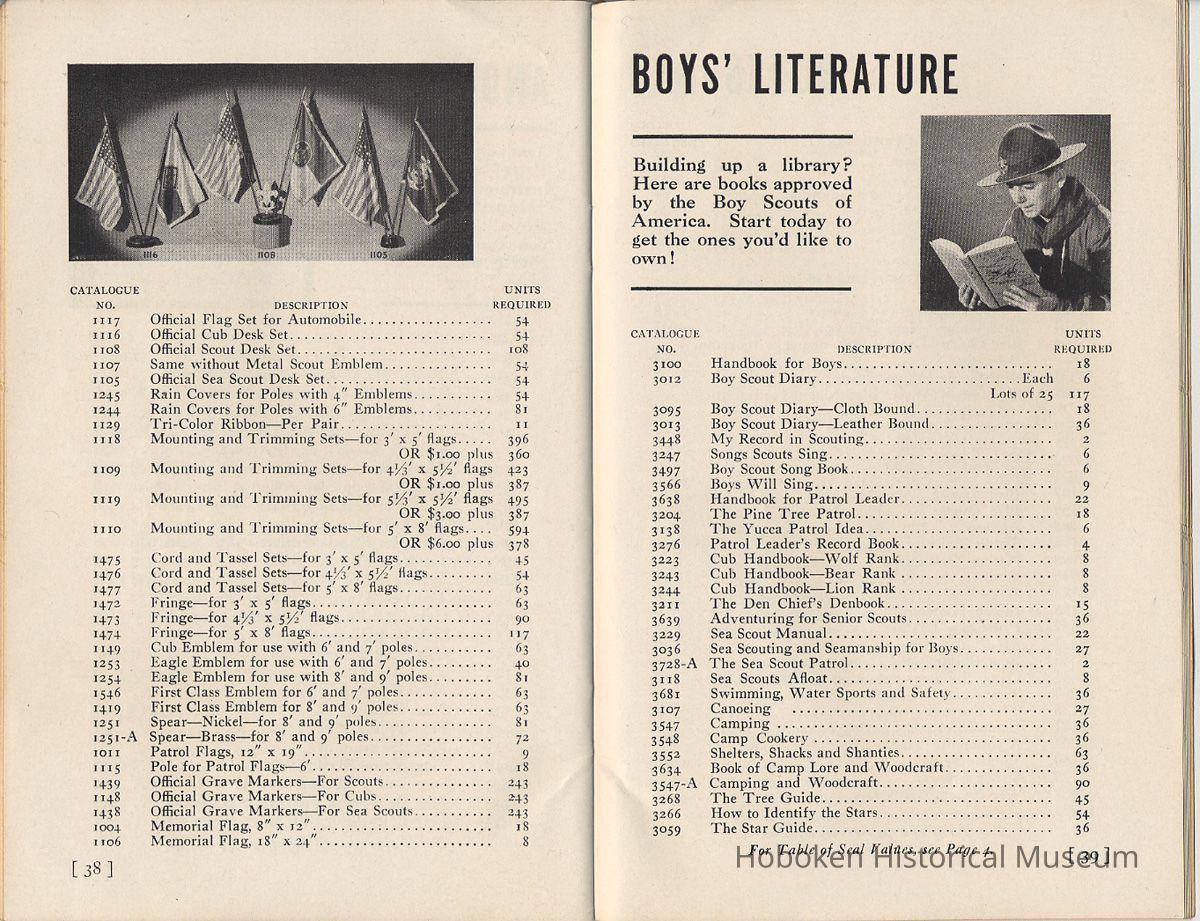 1116 1108 1105
CATALOGUE UNITS
NO. DESCRIPTION REQUIRED
1117 Official Flag Set for Automobile 54
1116 Official Cub Desk Set 54
1108 Official Scout Desk Set 108
1107 Same without Metal Scout Emblem 54
1105 Official Sea Scout Desk Set 54
1245 Rain Covers for Poles with 4" Emblems 54
1244 Rain Covers for Poles with 6" Emblems 81
1129 Tri-Color Ribbon—Per Pair 11
1118 Mounting and Trimming Sets—for 3' x 5' flags 396
OR $1.00 plus 360
1109 Mounting and Trimming Sets—for 4⅓' x 5½' flags 423
OR $1.00 plus 387
1119 Mounting and Trimming Sets—for 5⅓' x 5½' flags 495
OR $3.00 plus 387
1110 Mounting and Trimming Sets—for 5' x 8' flags 594
OR $6.00 plus 378
1475 Cord and Tassel Sets—for 3' x 5' flags 45
1476 Cord and Tassel Sets—for 4⅓' x 5½' flags 54
1477 Cord and Tassel Sets—for 5' x 8' flags 63
1472 Fringe—for 3' x 5' flags 63
1473 Fringe—for 4⅓' x 5½' flags 90
1474 Fringe—for 5' x 8' flags 117
1149 Cub Emblem for use with 6' and 7' poles 63
1253 Eagle Emblem for use with 6' and 7' poles 40
1254 Eagle Emblem for use with 8' and 9' poles 81
1546 First Class Emblem for 6' and 7' poles 63
1419 First Class Emblem for 8' and 9' poles 63
1251 Spear—Nickel—for 8' and 9' poles 81
1251-A Spear—Brass—for 8' and 9' poles 72
1011 Patrol Flags, 12" x 19" 9
1115 Pole for Patrol Flags—6' 18
1439 Official Grave Markers—For Scouts 243
1148 Official Grave Markers—For Cubs 243
1438 Official Grave Markers—For Sea Scouts 243
1004 Memorial Flag, 8" x 12" 18
1106 Memorial Flag, 18" x 24" 8
[ 38 ]
BOYS' LITERATURE
Building up a library?
Here are books approved
by the Boy Scouts of
America. Start today to
get the ones you'd like to
own!
CATALOGUE UNITS
NO. DESCRIPTION REQUIRED
3100 Handbook for Boys 18
3012 Boy Scout Diary Each 6
Lots of 25 117
3095 Boy Scout Diary—Cloth Bound 18
3013 Boy Scout Diary—Leather Bound 36
3448 My Record in Scouting 2
3247 Songs Scouts Sing 6
3497 Boy Scout Song Book 6
3566 Boys Will Sing 9
3638 Handbook for Patrol Leader 22
3204 The Pine Tree Patrol 18
3138 The Yucca Patrol Idea 6
3276 Patrol Leader's Record Book 4
3223 Cub Handbook—Wolf Rank 8
3243 Cub Handbook—Bear Rank 8
3244 Cub Handbook—Lion Rank 8
3211 The Den Chief's Denbook 15
3639 Adventuring for Senior Scouts 36
3229 Sea Scout Manual 22
3036 Sea Scouting and Seamanship for Boys 27
3728-A The Sea Scout Patrol 2
3118 Sea Scouts Afloat 8
3681 Swimming, Water Sports and Safety 36
3107 Canoeing 27
3547 Camping 36
3548 Camp Cookery 36
3552 Shelters, Shacks and Shanties 63
3634 Book of Camp Lore and Woodcraft 36
3547-A Camping and Woodcraft 90
3268 The Tree Guide 45
3266 How to Identify the Stars 54
3059 The Star Guide 36
For Table of Seal Values, see Page 4.
[ 39 ]
Hoboken Historical Museum